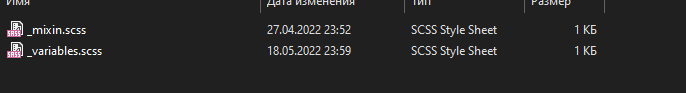 Имя Дата изменения Тип Размер
_mixin.scss 27.04.2022 23:52 SCSS Style Sheet 1 КБ
_variables.scss 18.05.2022 23:59 SCSS Style Sheet 1 КБ